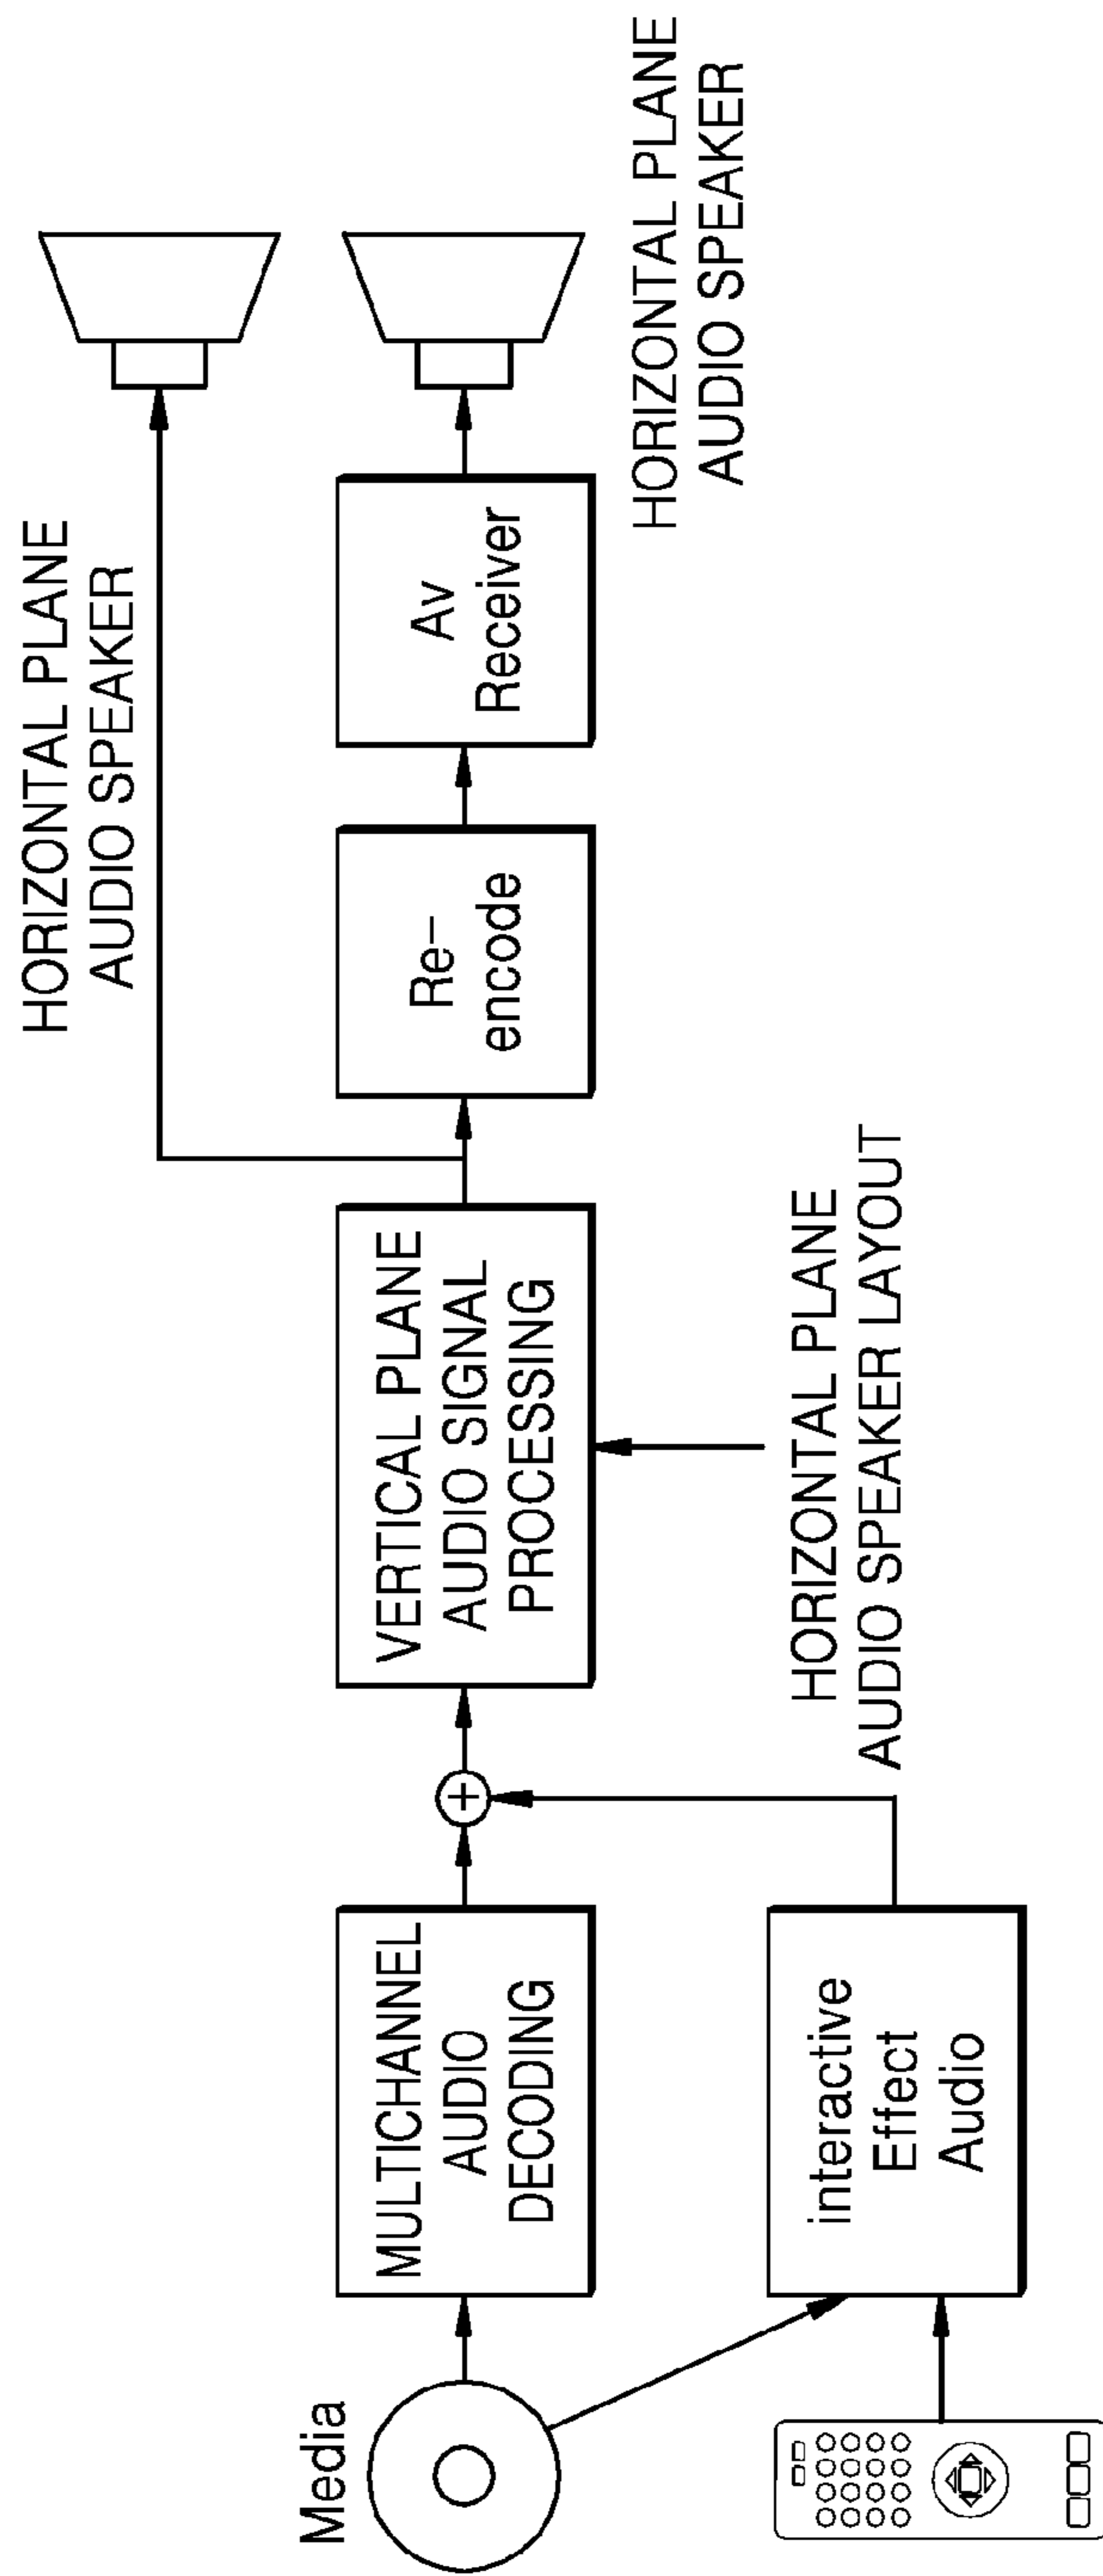 Media
MULTICHANNEL
AUDIO
DECODING
interactive
Effect
Audio
+
VERTICAL PLANE
AUDIO SIGNAL
PROCESSING
HORIZONTAL PLANE
AUDIO SPEAKER LAYOUT
Re-
encode
Av
Receiver
HORIZONTAL PLANE
AUDIO SPEAKER
HORIZONTAL PLANE
AUDIO SPEAKER